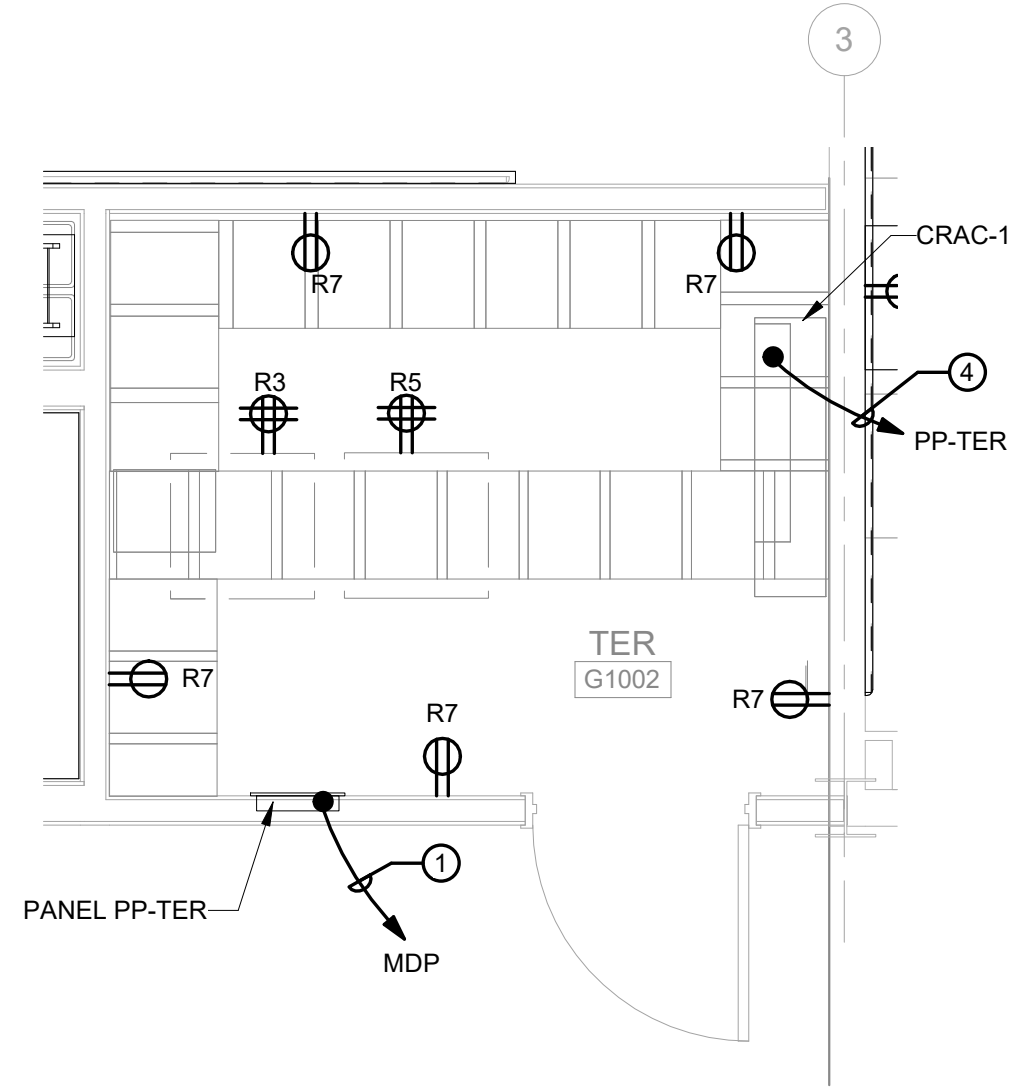 3
CRAC-1
R7
R7
R3
R5
4
PP-TER
TER
G1002
R7
R7
R7
1
PANEL PP-TER
MDP